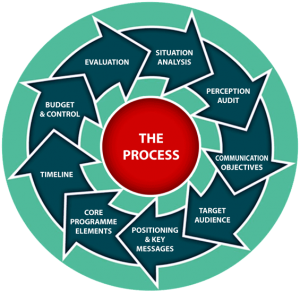 THE
PROCESS
SITUATION
ANALYSIS
PERCEPTION
AUDIT
COMMUNICATION
OBJECTIVES
TARGET
AUDIENCE
POSITIONING
& KEY
MESSAGES
CORE
PROGRAMME
ELEMENTS
TIMELINE
BUDGET
& CONTROL
EVALUATION